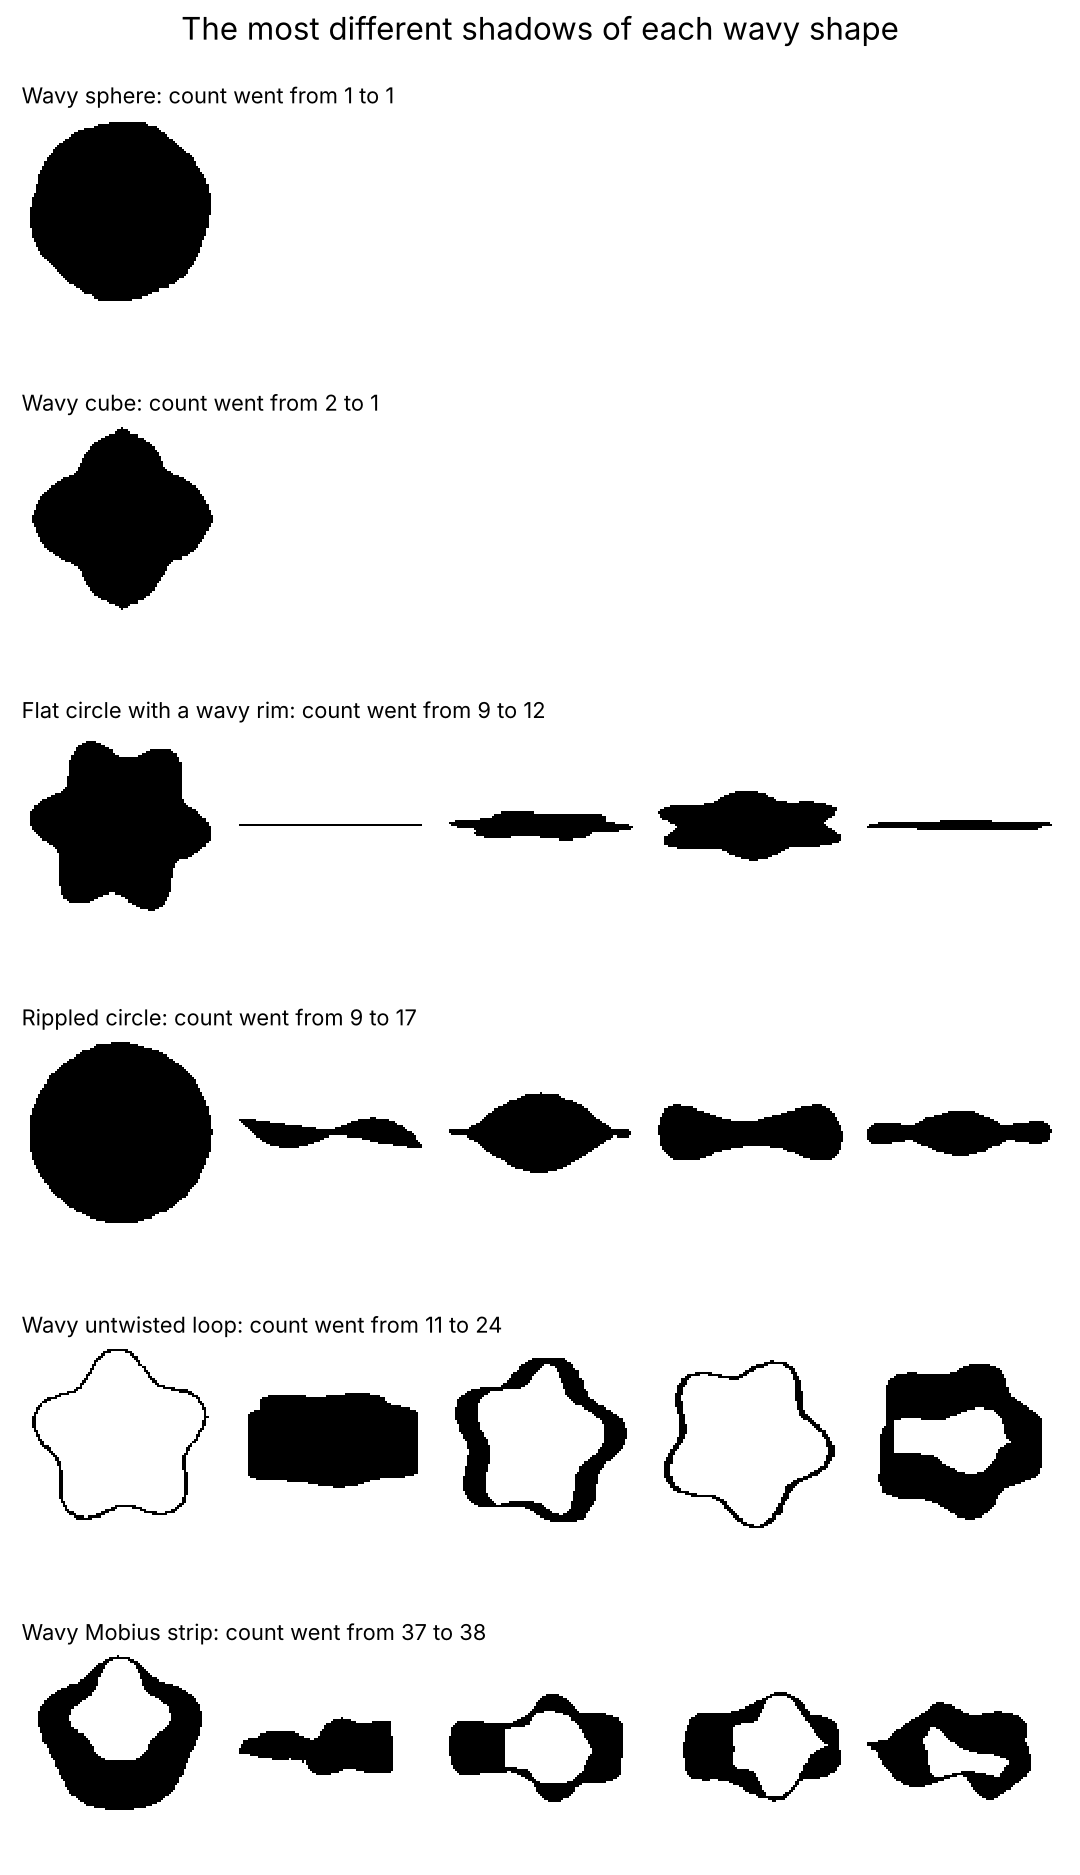 The most different shadows of each wavy shape
Wavy sphere: count went from 1 to 1
Wavy cube: count went from 2 to 1
Flat circle with a wavy rim: count went from 9 to 12
Rippled circle: count went from 9 to 17
Wavy untwisted loop: count went from 11 to 24
Wavy Mobius strip: count went from 37 to 38